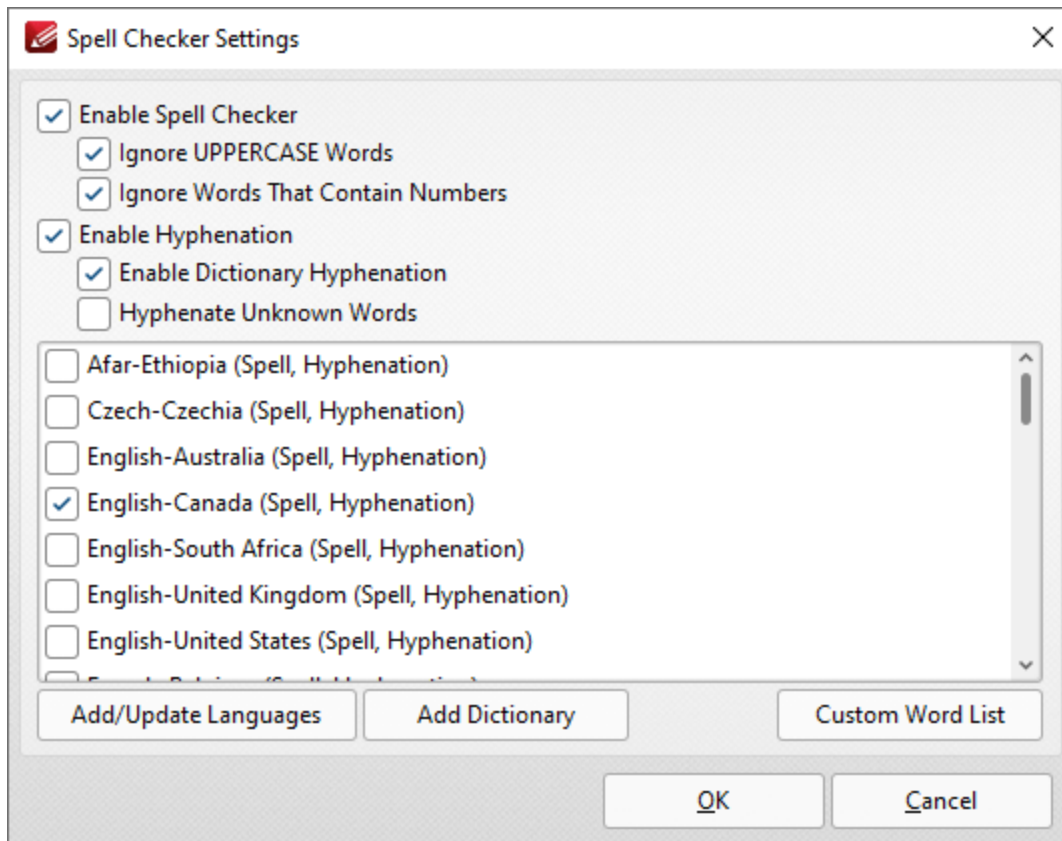 Spell Checker Settings
Enable Spell Checker
Ignore UPPERCASE Words
Ignore Words That Contain Numbers
Enable Hyphenation
Enable Dictionary Hyphenation
Hyphenate Unknown Words
Afar-Ethiopia (Spell, Hyphenation)
Czech-Czechia (Spell, Hyphenation)
English-Australia (Spell, Hyphenation)
English-Canada (Spell, Hyphenation)
English-South Africa (Spell, Hyphenation)
English-United Kingdom (Spell, Hyphenation)
English-United States (Spell, Hyphenation)
Add/Update Languages Add Dictionary Custom Word List
OK Cancel